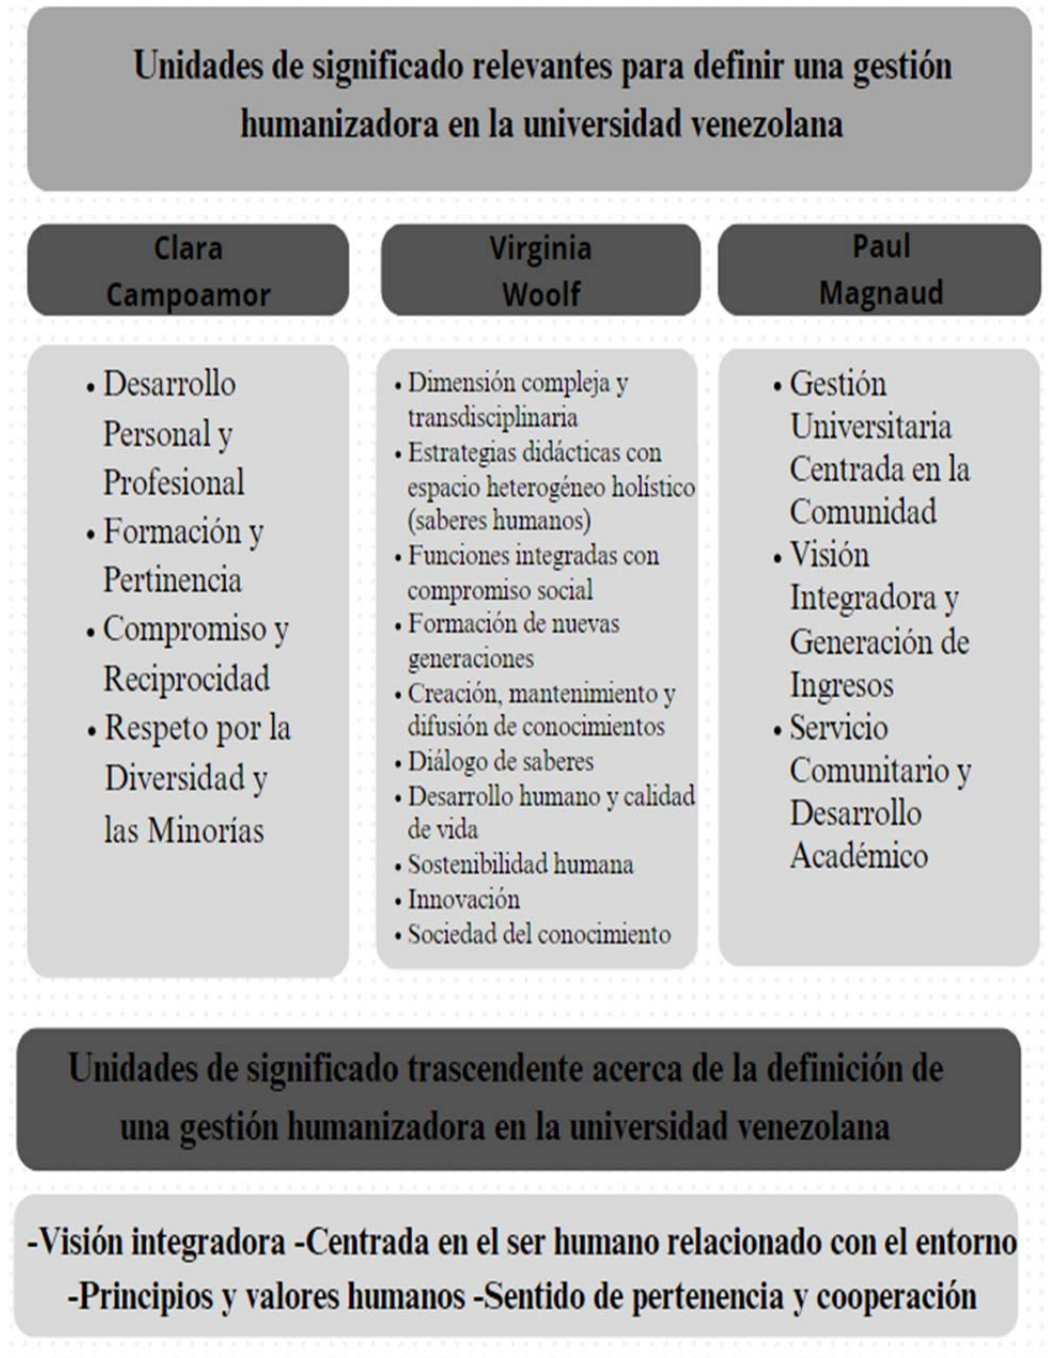 Unidades de significado relevantes para definir una gestión
humanizadora en la universidad venezolana
Clara
Campoamor
• Desarrollo
Personal y
Profesional
• Formación y
Pertinencia
• Compromiso y
Reciprocidad
• Respeto por la
Diversidad y
las Minorías
Virginia
Woolf
• Dimensión compleja y
transdisciplinaria
• Estrategias didácticas con
espacio heterogéneo holístico
(saberes humanos)
• Funciones integradas con
compromiso social
• Formación de nuevas
generaciones
• Creación, mantenimiento y
difusión de conocimientos
• Diálogo de saberes
• Desarrollo humano y calidad
de vida
• Sostenibilidad humana
• Innovación
• Sociedad del conocimiento
Paul
Magnaud
• Gestión
Universitaria
Centrada en la
Comunidad
• Visión
Integradora y
Generación de
Ingresos
• Servicio
Comunitario y
Desarrollo
Académico
Unidades de significado trascendente acerca de la definición de
una gestión humanizadora en la universidad venezolana
-Visión integradora -Centrada en el ser humano relacionado con el entorno
-Principios y valores humanos -Sentido de pertenencia y cooperación